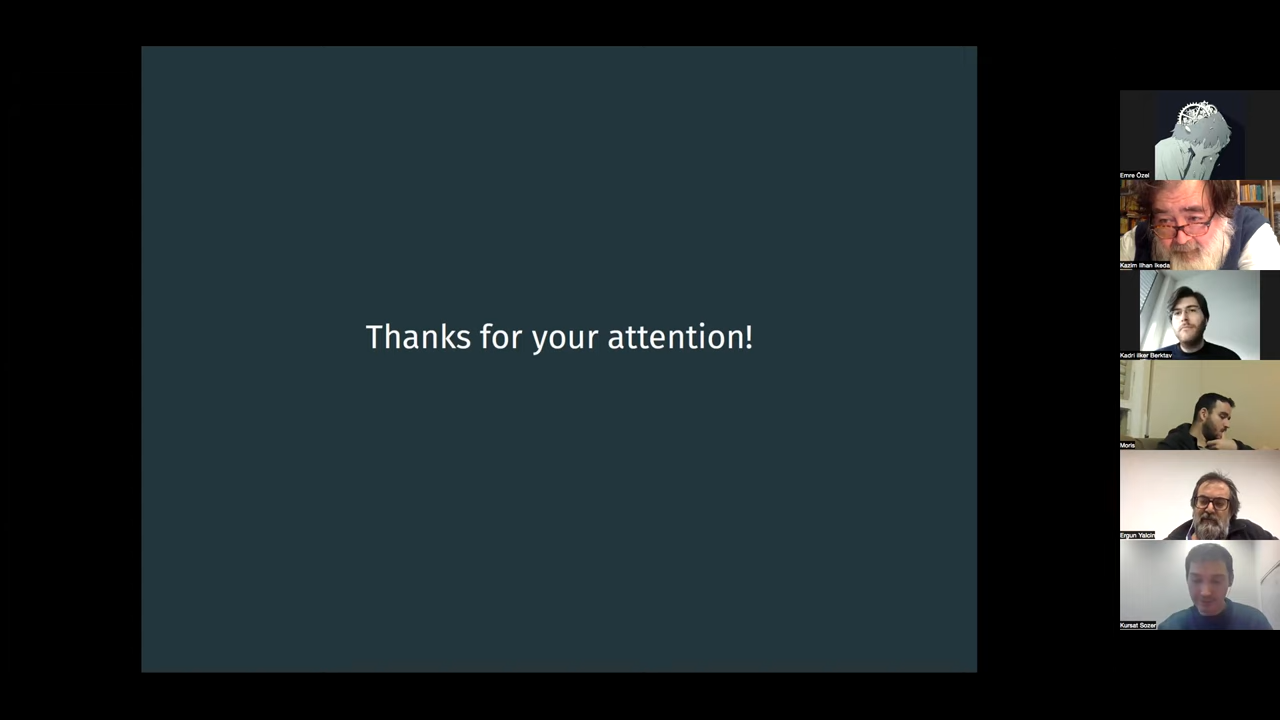 Thanks for your attention!
Emre Özel
Kazim Ilhan Ikeda
Kadri ilker Berktav
Moris
Ergun Yalcin
Kursat Sozer